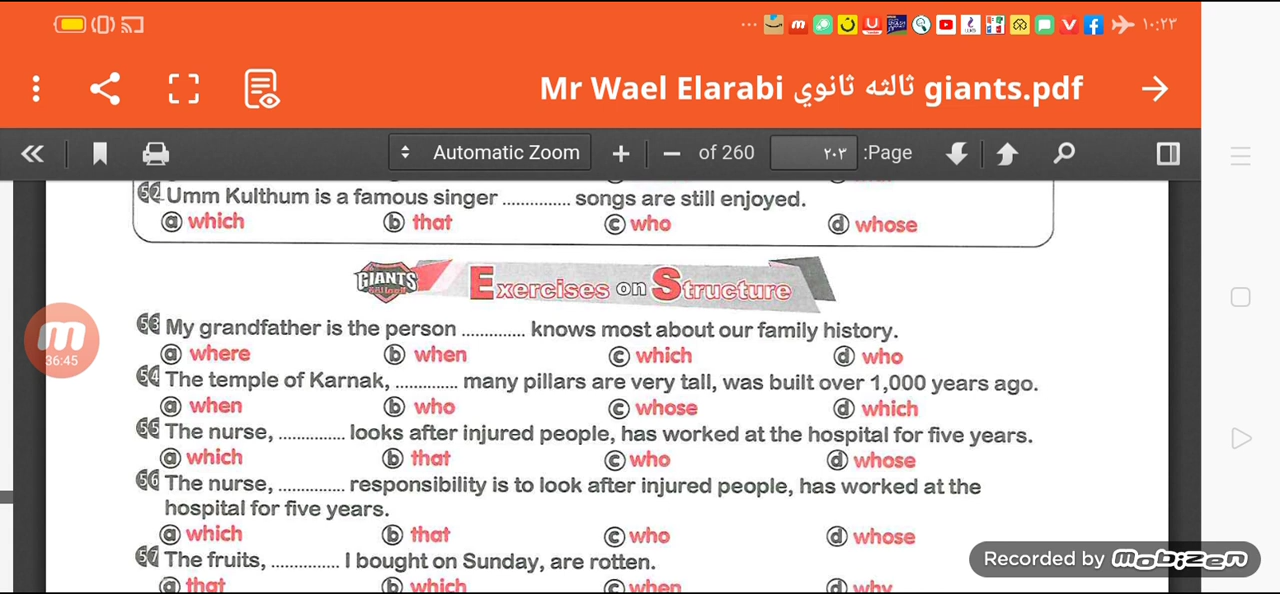 ١٠:٢٣
Mr Wael Elarabi ثالثه ثانوي giants.pdf
Automatic Zoom + − of 260 ٢٠٣ :Page
52 Umm Kulthum is a famous singer .............. songs are still enjoyed.
a which b that c who d whose
GIANTS Exercises on Structure
53 My grandfather is the person ............. knows most about our family history.
a where b when c which d who
54 The temple of Karnak, ............. many pillars are very tall, was built over 1,000 years ago.
a when b who c whose d which
55 The nurse, .............. looks after injured people, has worked at the hospital for five years.
a which b that c who d whose
56 The nurse, .............. responsibility is to look after injured people, has worked at the
hospital for five years.
a which b that c who d whose
57 The fruits, .............. I bought on Sunday, are rotten.
a that b which c when d why
m
36:45
Recorded by mobizen